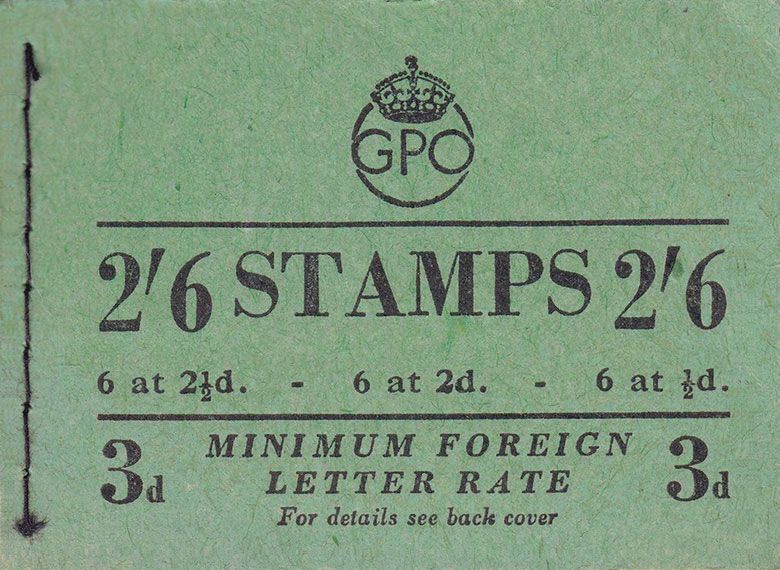 GPO
2'6 STAMPS 2'6
6 at 2½d. - 6 at 2d. - 6 at ½d.
3d MINIMUM FOREIGN 3d
LETTER RATE
For details see back cover